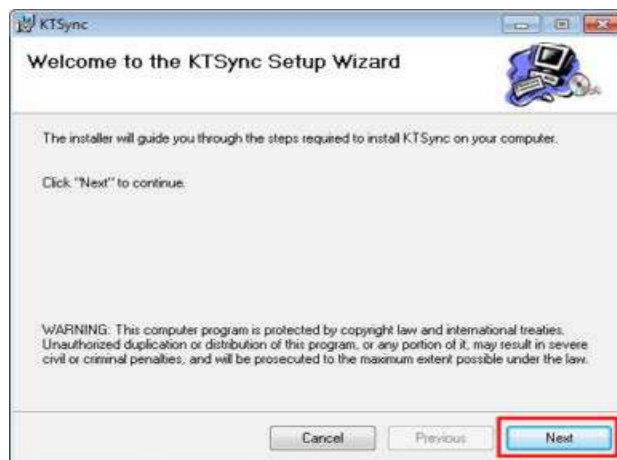 KTSync
Welcome to the KTSync Setup Wizard
The installer will guide you through the steps required to install KTSync on your computer.
Click "Next" to continue.
WARNING: This computer program is protected by copyright law and international treaties.
Unauthorized duplication or distribution of this program, or any portion of it, may result in severe
civil or criminal penalties, and will be prosecuted to the maximum extent possible under the law.
Cancel
Previous
Next